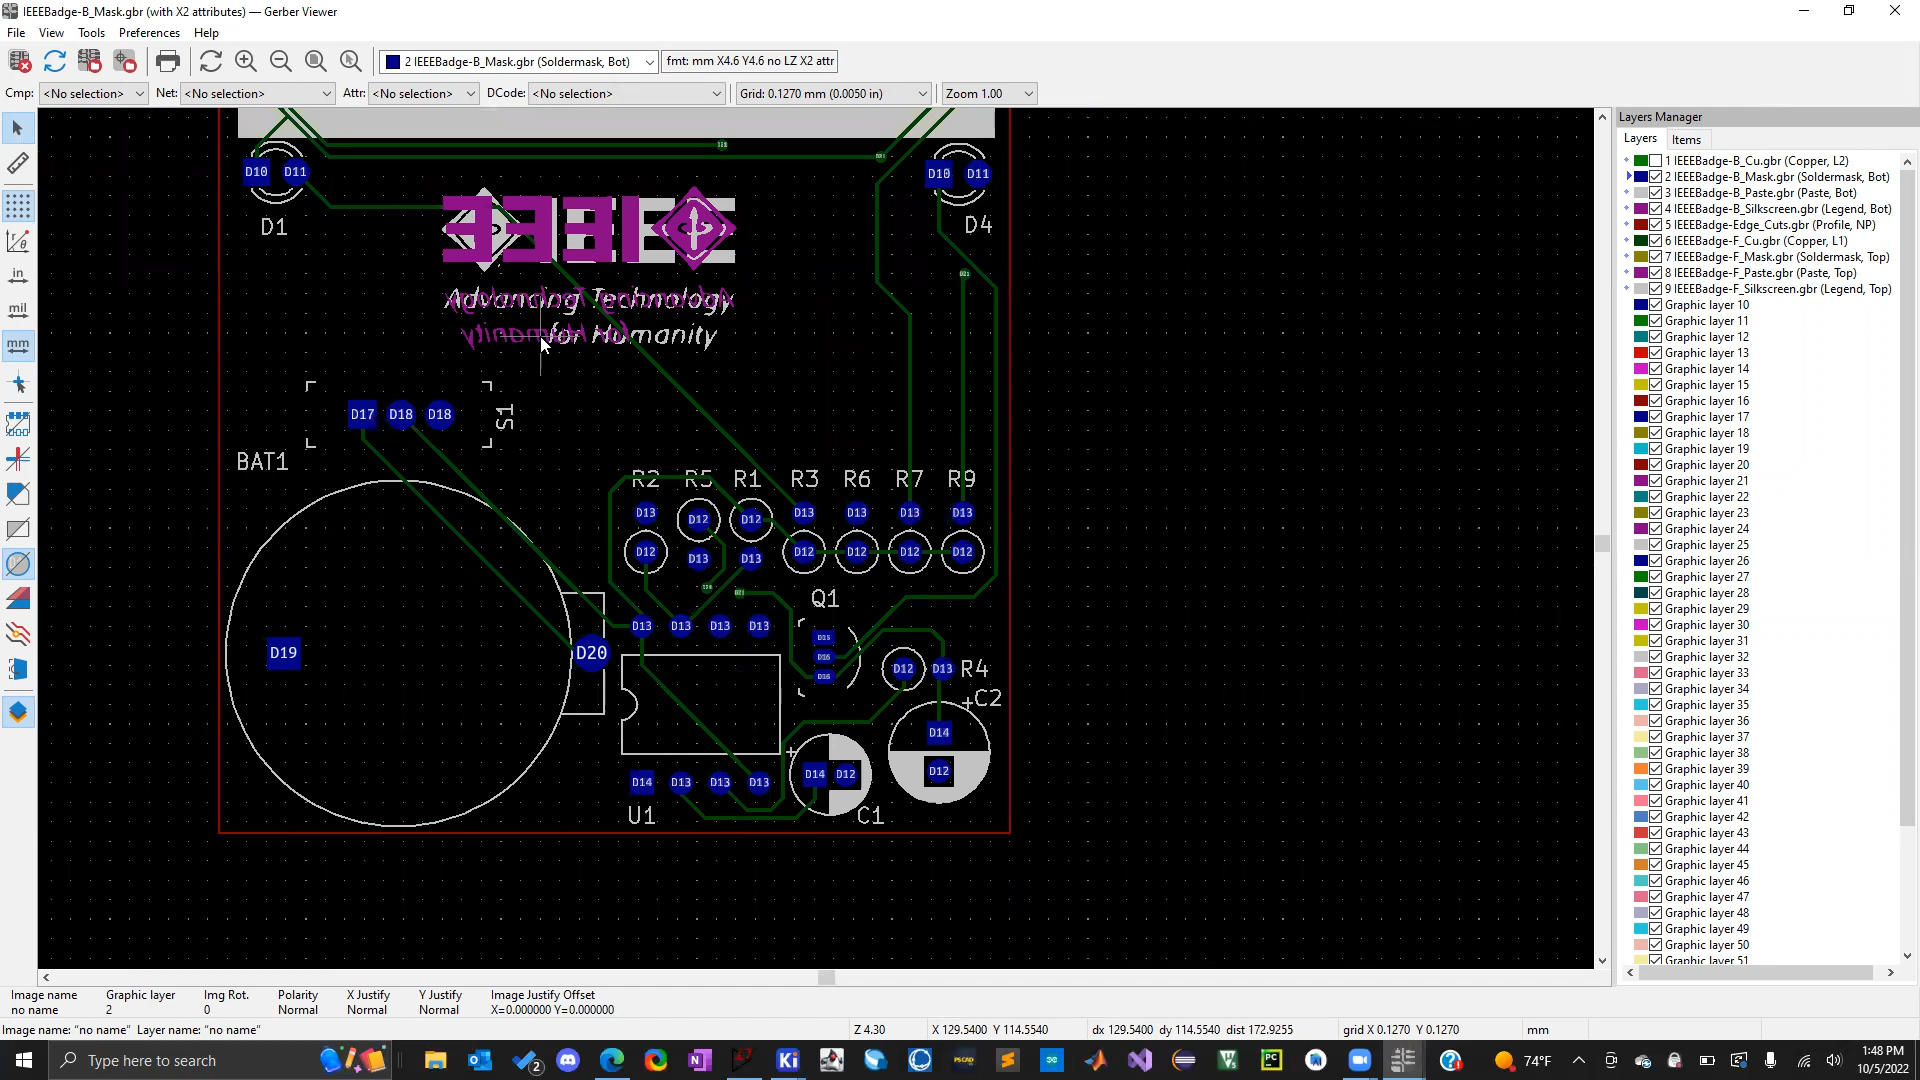 IEEEBadge-B_Mask.gbr (with X2 attributes) — Gerber Viewer
File View Tools Preferences Help
2 IEEEBadge-B_Mask.gbr (Soldermask, Bot) fmt: mm X4.6 Y4.6 no LZ X2 attr
Cmp: <No selection> Net: <No selection> Attr: <No selection> DCode: <No selection> Grid: 0.1270 mm (0.0050 in) Zoom 1.00
in
mil
mm
D10 D11
D1
D10 D11
D4
IEEE
Advancing Technology
for Humanity
D17 D18 D18
S1
BAT1
R2 R5 R1 R3 R6 R7 R9
D13 D12 D12 D13 D13 D13 D13
D12 D13 D13 D12 D12 D12 D12
Q1
D13 D13 D13 D13
D15
D16
D16
D19
D20
D12 D13 R4
+C2
D14
D12
+
D14 D12
D14 D13 D13 D13
U1
C1
Layers Manager
Layers Items
1 IEEEBadge-B_Cu.gbr (Copper, L2)
2 IEEEBadge-B_Mask.gbr (Soldermask, Bot)
3 IEEEBadge-B_Paste.gbr (Paste, Bot)
4 IEEEBadge-B_Silkscreen.gbr (Legend, Bot)
5 IEEEBadge-Edge_Cuts.gbr (Profile, NP)
6 IEEEBadge-F_Cu.gbr (Copper, L1)
7 IEEEBadge-F_Mask.gbr (Soldermask, Top)
8 IEEEBadge-F_Paste.gbr (Paste, Top)
9 IEEEBadge-F_Silkscreen.gbr (Legend, Top)
Graphic layer 10
Graphic layer 11
Graphic layer 12
Graphic layer 13
Graphic layer 14
Graphic layer 15
Graphic layer 16
Graphic layer 17
Graphic layer 18
Graphic layer 19
Graphic layer 20
Graphic layer 21
Graphic layer 22
Graphic layer 23
Graphic layer 24
Graphic layer 25
Graphic layer 26
Graphic layer 27
Graphic layer 28
Graphic layer 29
Graphic layer 30
Graphic layer 31
Graphic layer 32
Graphic layer 33
Graphic layer 34
Graphic layer 35
Graphic layer 36
Graphic layer 37
Graphic layer 38
Graphic layer 39
Graphic layer 40
Graphic layer 41
Graphic layer 42
Graphic layer 43
Graphic layer 44
Graphic layer 45
Graphic layer 46
Graphic layer 47
Graphic layer 48
Graphic layer 49
Graphic layer 50
Graphic layer 51
Image name Graphic layer Img Rot. Polarity X Justify Y Justify Image Justify Offset
no name 2 0 Normal Normal Normal X=0.000000 Y=0.000000
Image name: "no name" Layer name: "no name" Z 4.30 X 129.5400 Y 114.5540 dx 129.5400 dy 114.5540 dist 172.9255 grid X 0.1270 Y 0.1270 mm
Type here to search
2
N
Ki
PSCAD
PC
74°F
1:48 PM
10/5/2022